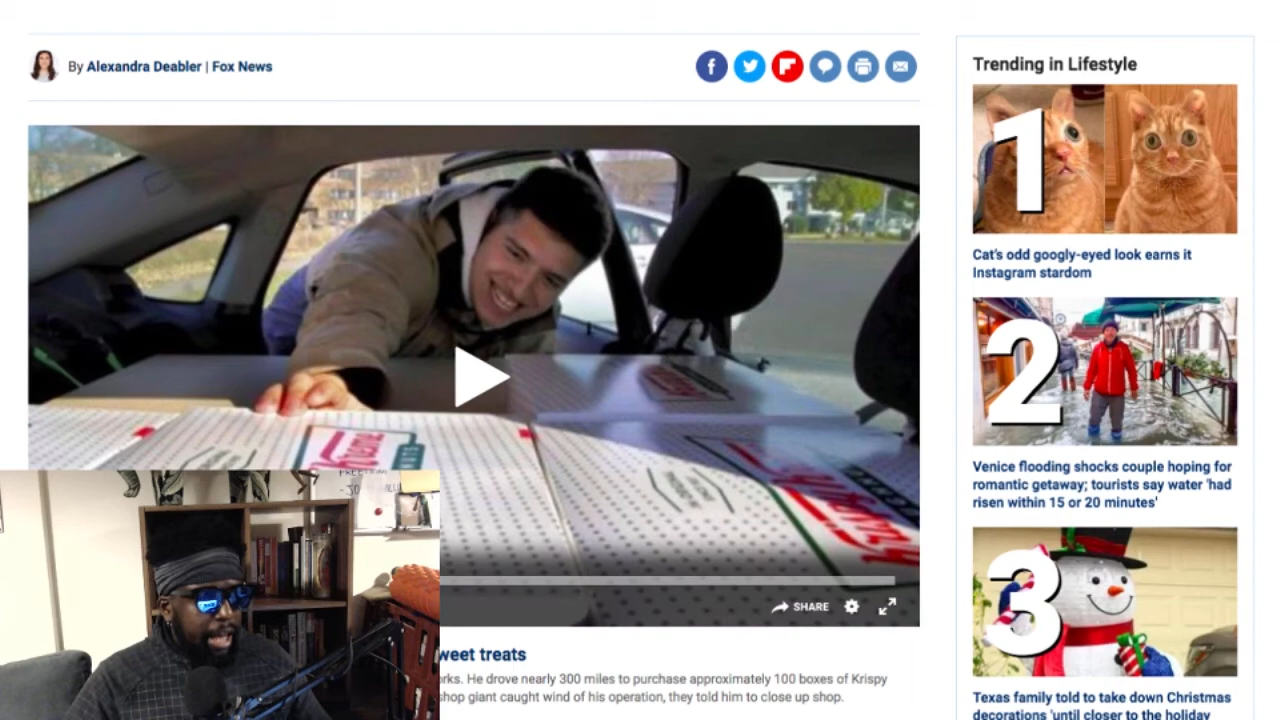 By Alexandra Deabler | Fox News
SHARE
weet treats
rks. He drove nearly 300 miles to purchase approximately 100 boxes of Krispy
shop giant caught wind of his operation, they told him to close up shop.
Trending in Lifestyle
1
Cat's odd googly-eyed look earns it
Instagram stardom
2
Venice flooding shocks couple hoping for
romantic getaway; tourists say water 'had
risen within 15 or 20 minutes'
3
Texas family told to take down Christmas
decorations 'until closer to the holiday